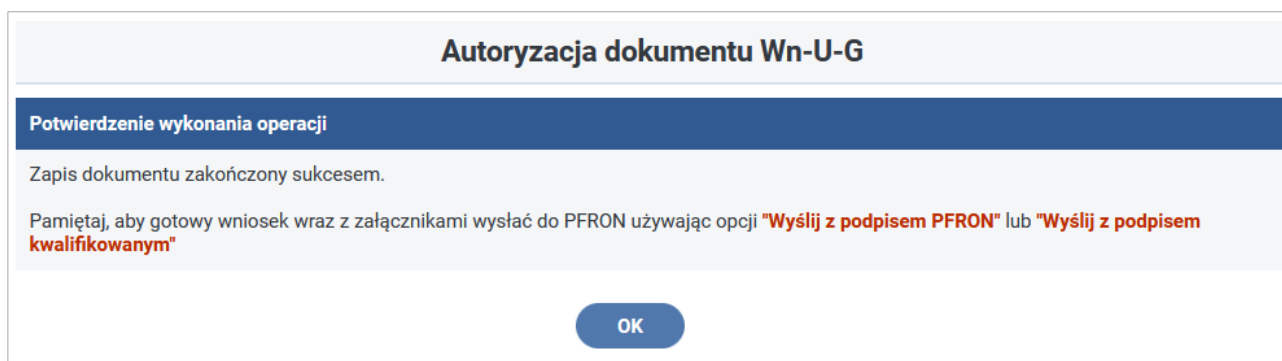 Autoryzacja dokumentu Wn-U-G
Potwierdzenie wykonania operacji
Zapis dokumentu zakończony sukcesem.
Pamiętaj, aby gotowy wniosek wraz z załącznikami wysłać do PFRON używając opcji "Wyślij z podpisem PFRON" lub "Wyślij z podpisem
kwalifikowanym"
OK